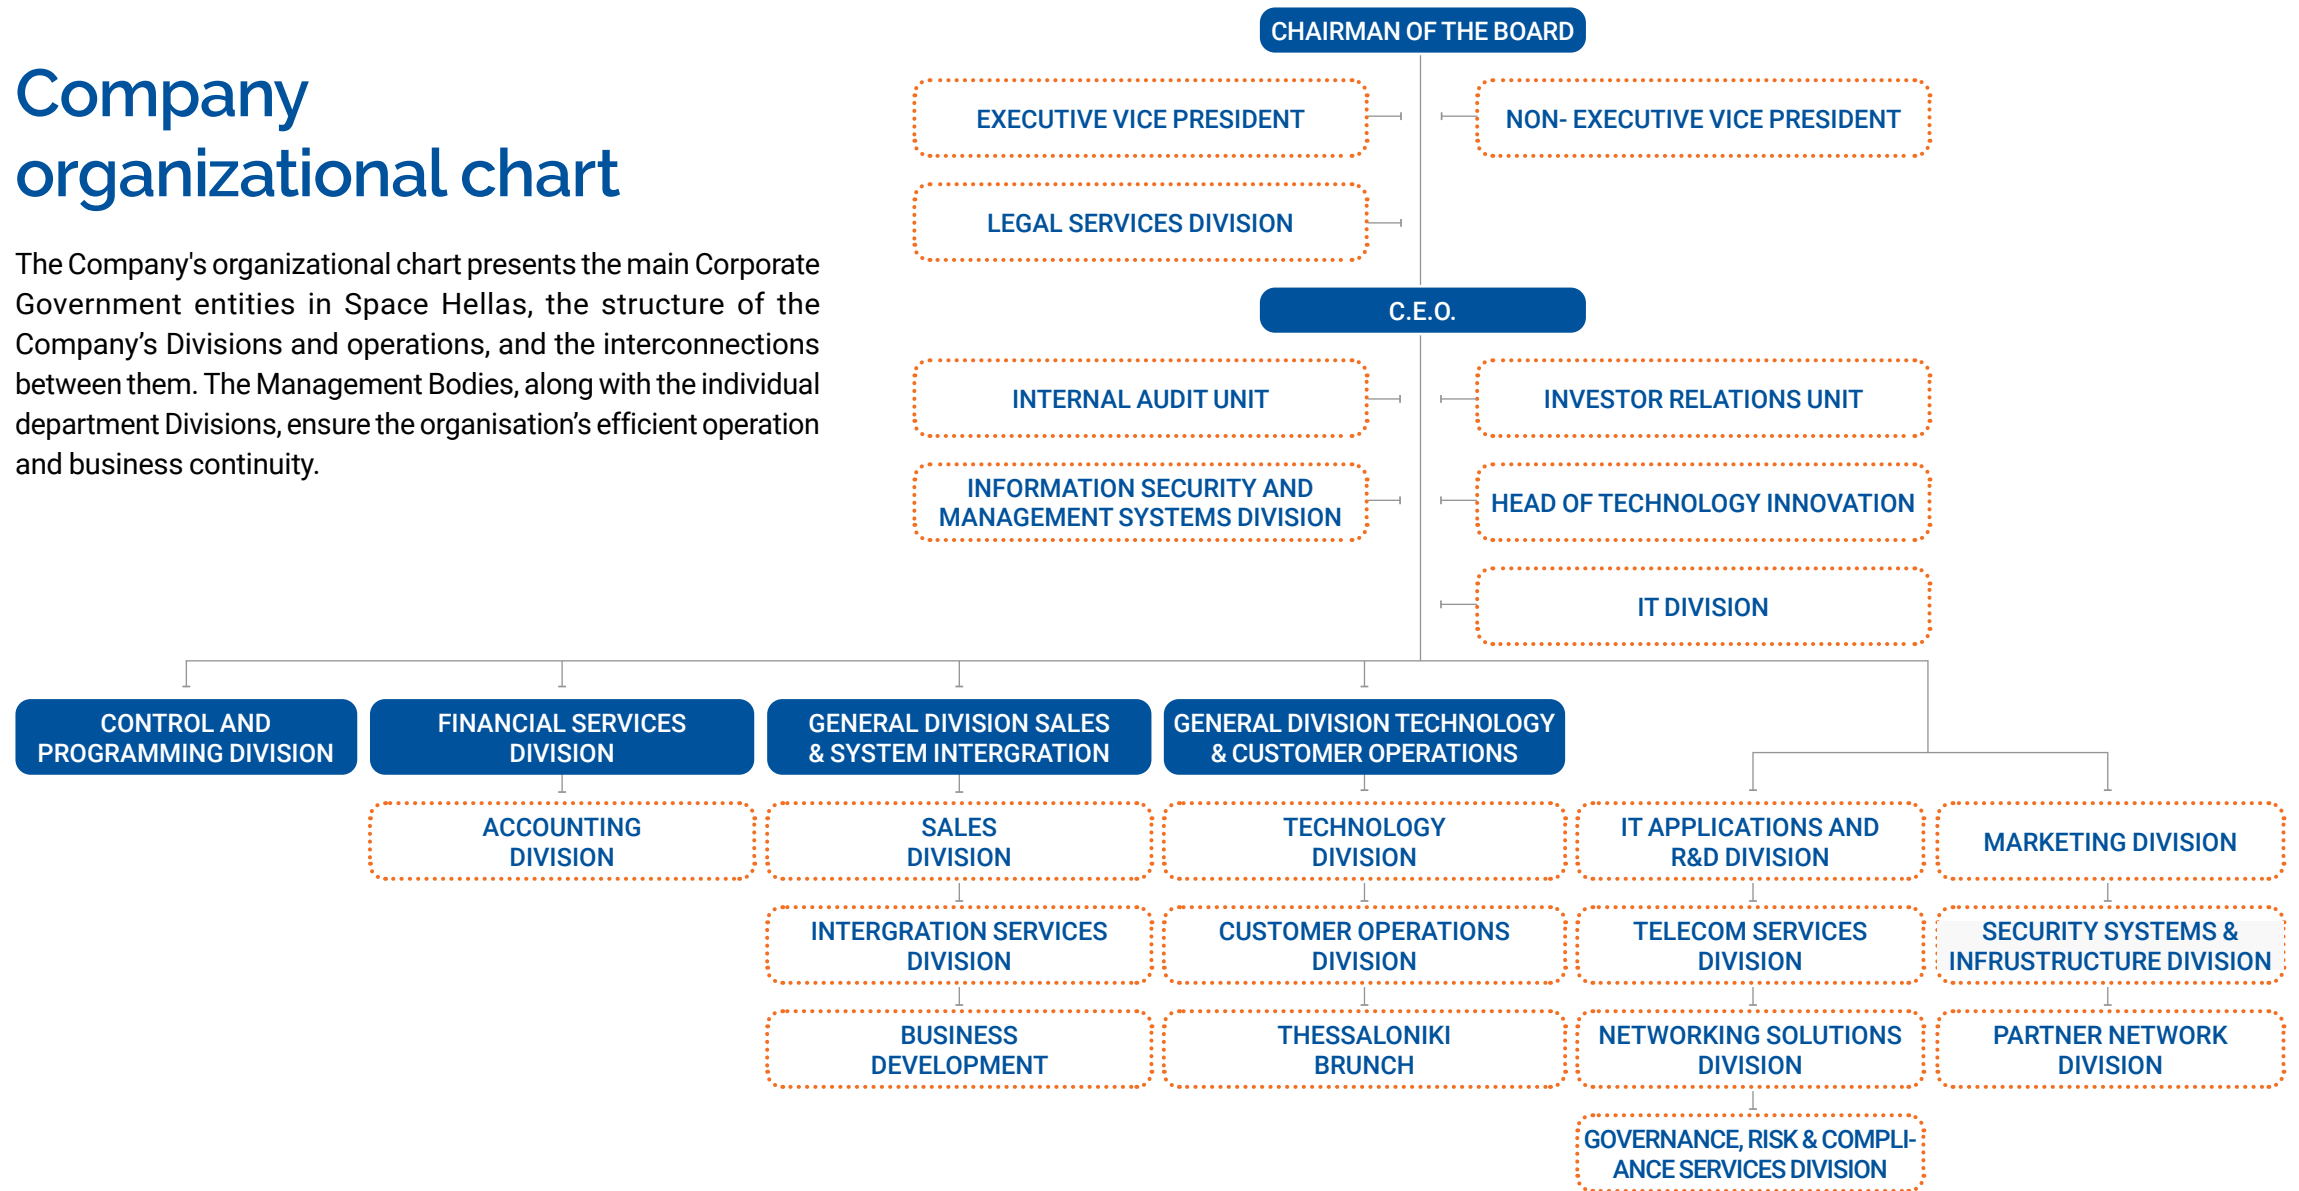 Company
organizational chart
The Company's organizational chart presents the main Corporate
Government entities in Space Hellas, the structure of the
Company’s Divisions and operations, and the interconnections
between them. The Management Bodies, along with the individual
department Divisions, ensure the organisation’s efficient operation
and business continuity.
CHAIRMAN OF THE BOARD
EXECUTIVE VICE PRESIDENT
NON- EXECUTIVE VICE PRESIDENT
LEGAL SERVICES DIVISION
C.E.O.
INTERNAL AUDIT UNIT
INVESTOR RELATIONS UNIT
INFORMATION SECURITY AND
MANAGEMENT SYSTEMS DIVISION
HEAD OF TECHNOLOGY INNOVATION
IT DIVISION
CONTROL AND
PROGRAMMING DIVISION
FINANCIAL SERVICES
DIVISION
GENERAL DIVISION SALES
& SYSTEM INTERGRATION
GENERAL DIVISION TECHNOLOGY
& CUSTOMER OPERATIONS
ACCOUNTING
DIVISION
SALES
DIVISION
TECHNOLOGY
DIVISION
IT APPLICATIONS AND
R&D DIVISION
MARKETING DIVISION
INTERGRATION SERVICES
DIVISION
CUSTOMER OPERATIONS
DIVISION
TELECOM SERVICES
DIVISION
SECURITY SYSTEMS &
INFRUSTRUCTURE DIVISION
BUSINESS
DEVELOPMENT
THESSALONIKI
BRUNCH
NETWORKING SOLUTIONS
DIVISION
PARTNER NETWORK
DIVISION
GOVERNANCE, RISK & COMPLI-
ANCE SERVICES DIVISION